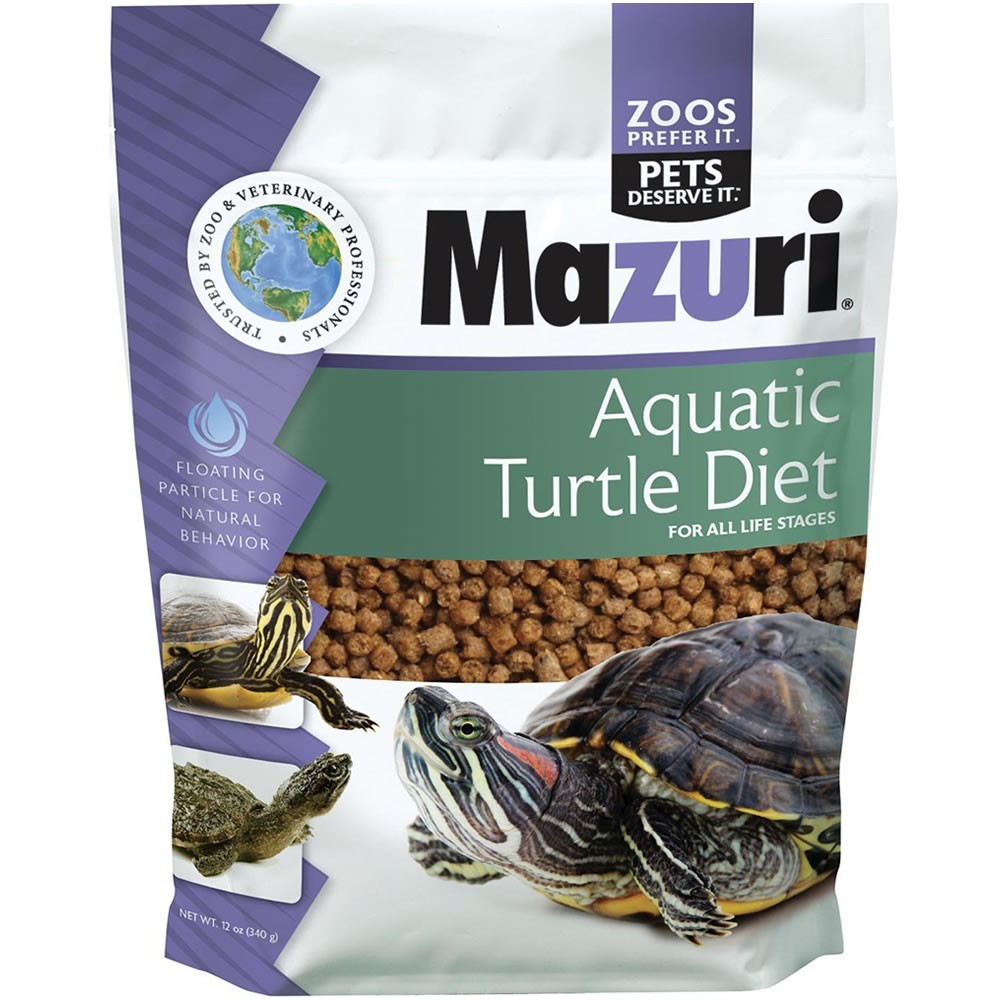 ZOOS
PREFER IT.
PETS
DESERVE IT.™
TRUSTED BY ZOO & VETERINARY PROFESSIONALS •
Mazuri®
Aquatic
Turtle Diet
FOR ALL LIFE STAGES
FLOATING
PARTICLE FOR
NATURAL
BEHAVIOR
NET WT. 12 oz (340 g)